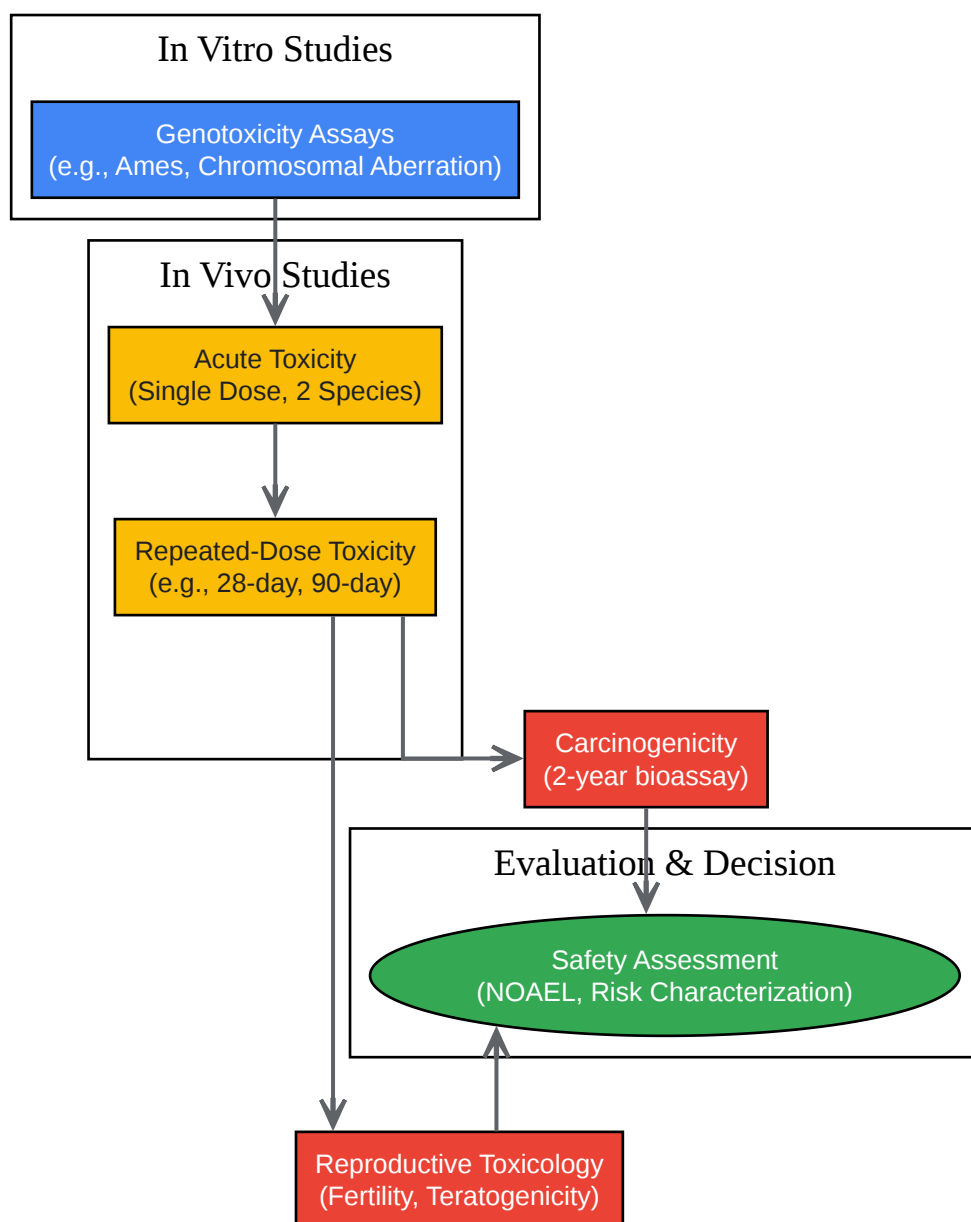 In Vitro Studies
Genotoxicity Assays
(e.g., Ames, Chromosomal Aberration)
In Vivo Studies
Acute Toxicity
(Single Dose, 2 Species)
Repeated-Dose Toxicity
(e.g., 28-day, 90-day)
Carcinogenicity
(2-year bioassay)
Evaluation & Decision
Safety Assessment
(NOAEL, Risk Characterization)
Reproductive Toxicology
(Fertility, Teratogenicity)